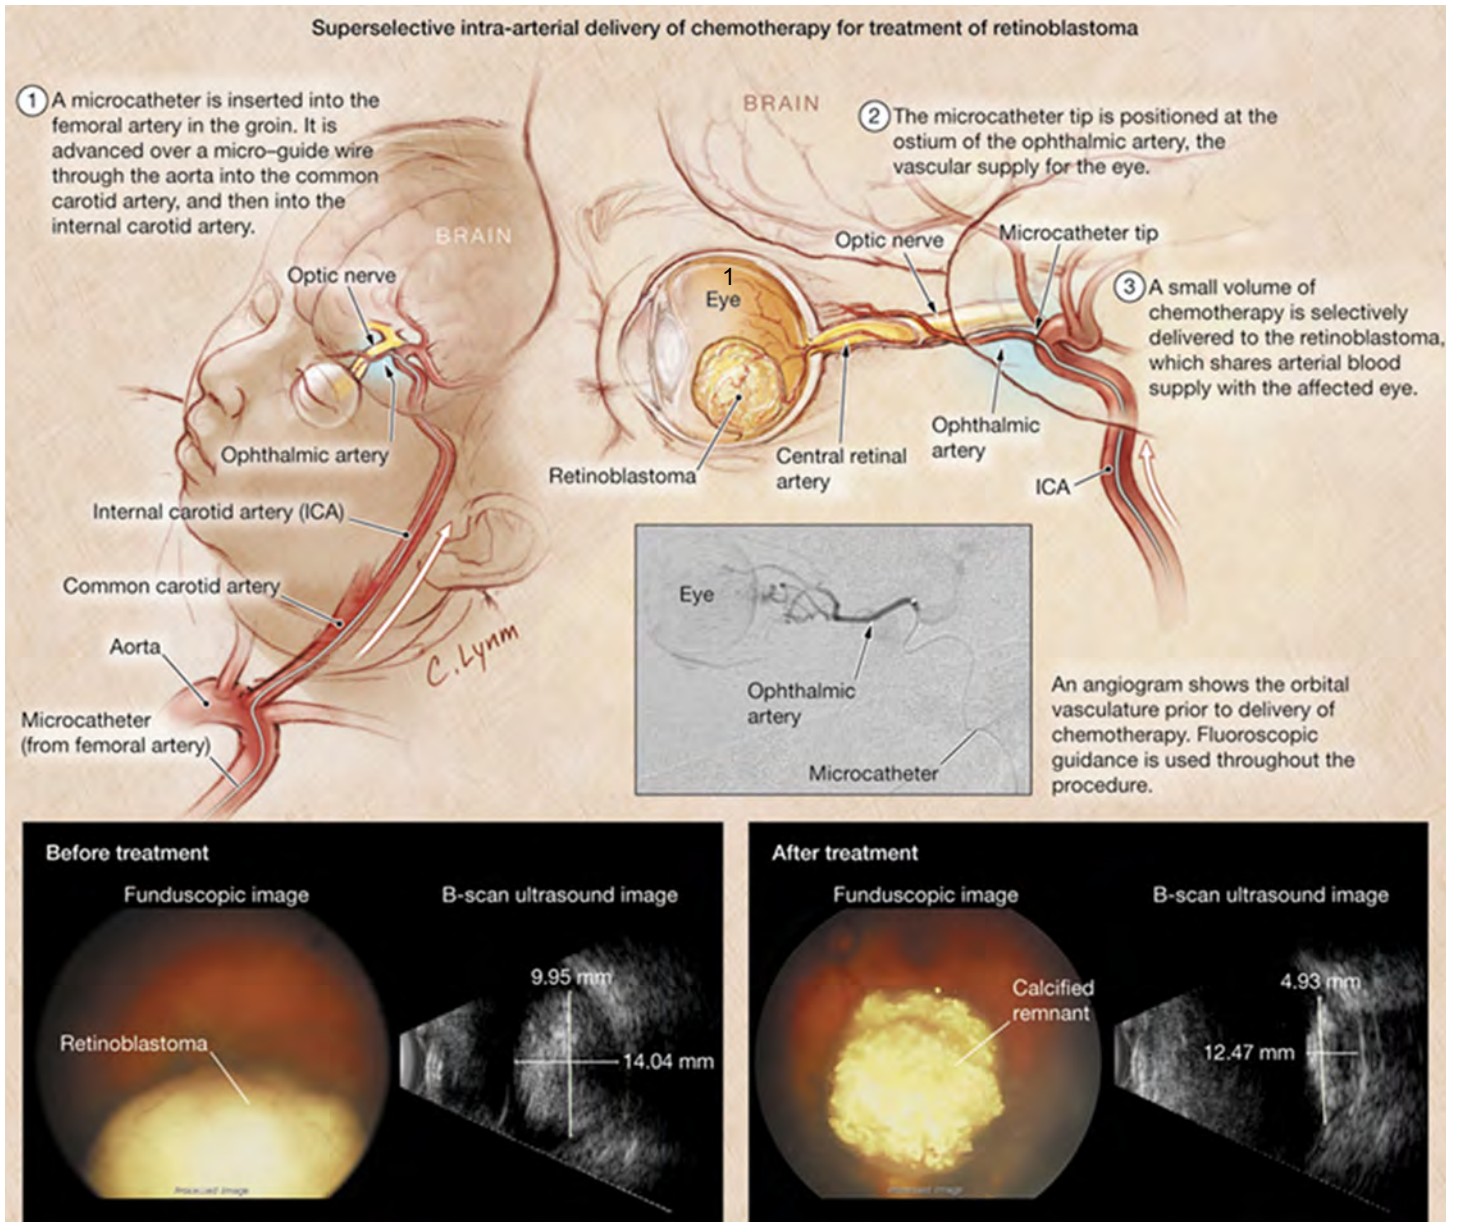 Superselective intra-arterial delivery of chemotherapy for treatment of retinoblastoma
1 A microcatheter is inserted into the
femoral artery in the groin. It is
advanced over a micro–guide wire
through the aorta into the common
carotid artery, and then into the
internal carotid artery.
BRAIN
Optic nerve
Ophthalmic artery
Internal carotid artery (ICA)
Common carotid artery
Aorta
Microcatheter
(from femoral artery)
C. Lynm
BRAIN
2 The microcatheter tip is positioned at the
ostium of the ophthalmic artery, the
vascular supply for the eye.
Optic nerve
Microcatheter tip
1
Eye
3 A small volume of
chemotherapy is selectively
delivered to the retinoblastoma,
which shares arterial blood
supply with the affected eye.
Retinoblastoma
Central retinal
artery
Ophthalmic
artery
ICA
Eye
Ophthalmic
artery
Microcatheter
An angiogram shows the orbital
vasculature prior to delivery of
chemotherapy. Fluoroscopic
guidance is used throughout the
procedure.
Before treatment
Funduscopic image
B-scan ultrasound image
Retinoblastoma
9.95 mm
14.04 mm
Processed Image
After treatment
Funduscopic image
B-scan ultrasound image
Calcified
remnant
4.93 mm
12.47 mm
Processed Image